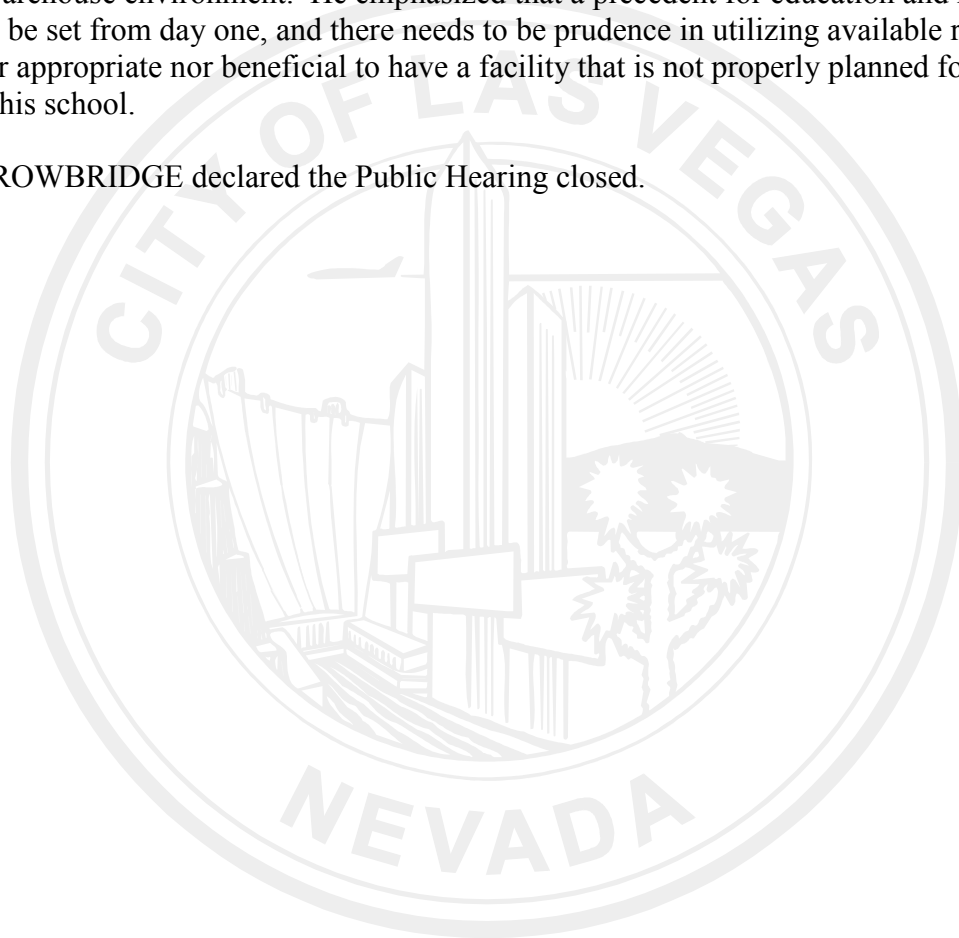 warehouse environment. He emphasized that a precedent for education and
be set from day one, and there needs to be prudence in utilizing available
appropriate nor beneficial to have a facility that is not properly planned
his school.
ROWBRIDGE declared the Public Hearing closed.
CITY OF LAS VEGAS
NEVADA